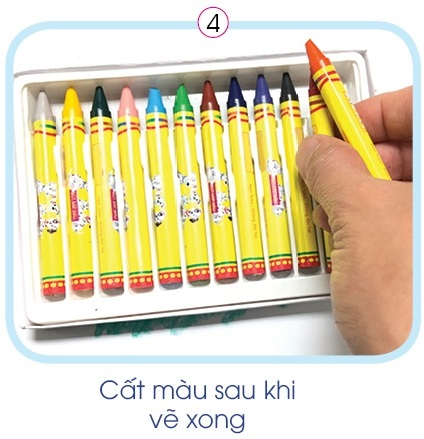 4
Cất màu sau khi
vẽ xong